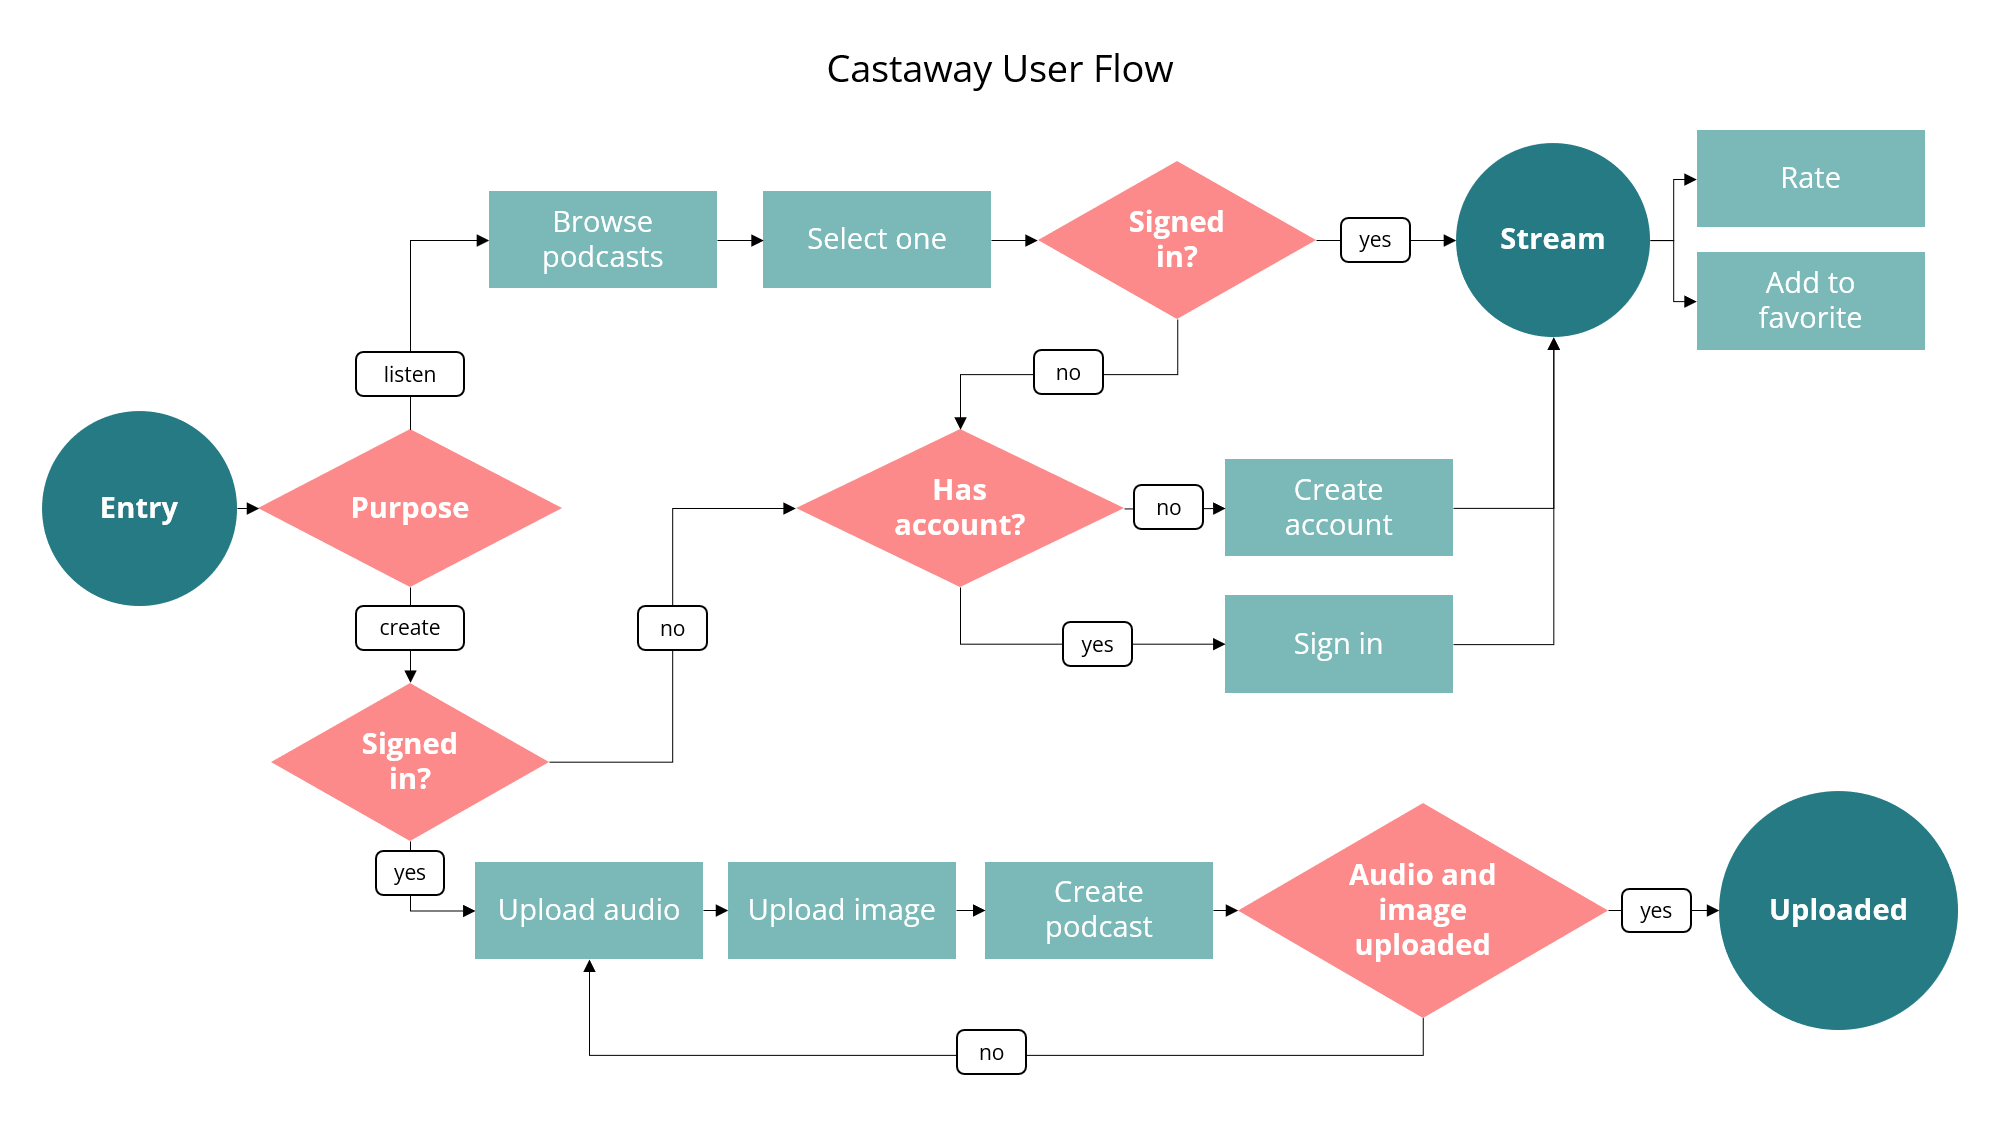 Castaway User Flow
Browse
podcasts
Select one
Signed
in?
yes
Stream
Rate
Add to
favorite
listen
no
Entry
Purpose
Has
account?
no
Create
account
create
no
yes
Sign in
Signed
in?
yes
Upload audio
Upload image
Create
podcast
Audio and
image
uploaded
yes
Uploaded
no